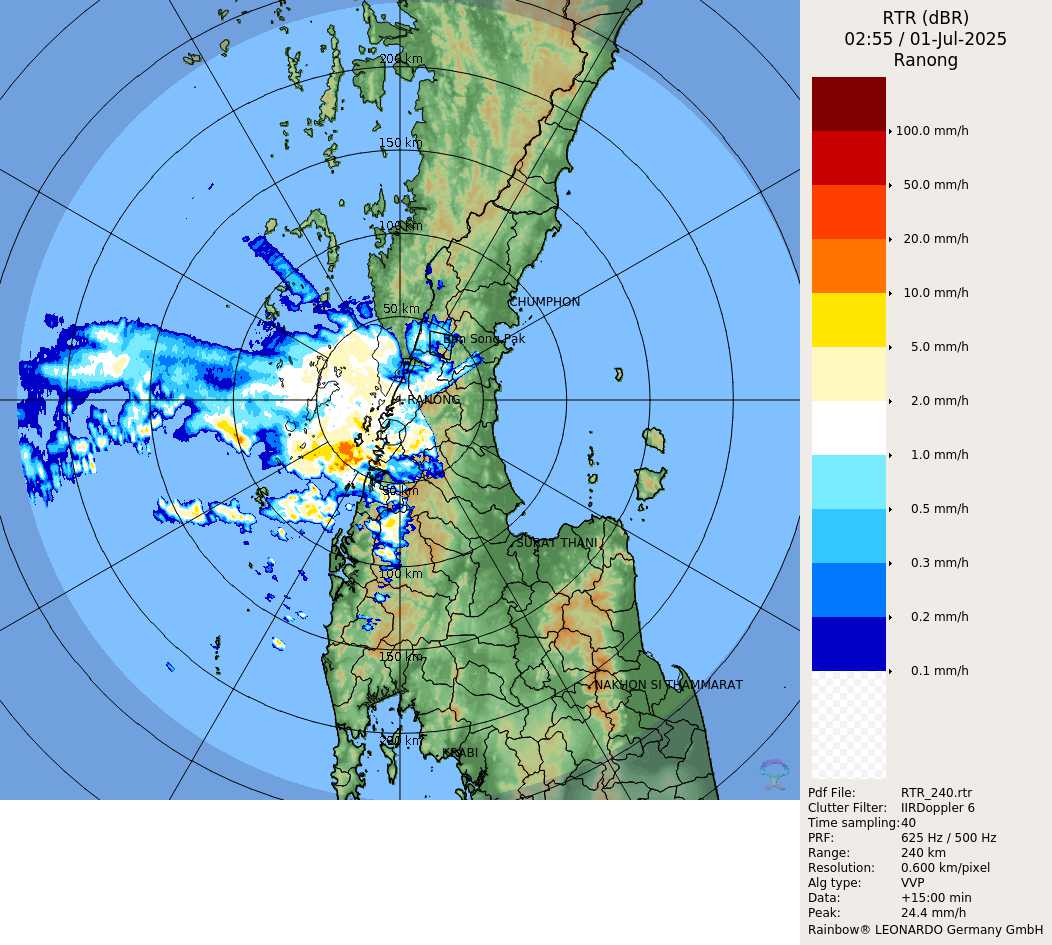 RTR (dBR)
02:55 / 01-Jul-2025
Ranong
100.0 mm/h
50.0 mm/h
20.0 mm/h
10.0 mm/h
5.0 mm/h
2.0 mm/h
1.0 mm/h
0.5 mm/h
0.3 mm/h
0.2 mm/h
0.1 mm/h
200 km
150 km
100 km
50 km
CHUMPHON
Ban Song Pak
RANONG
50 km
SURAT THANI
100 km
150 km
NAKHON SI THAMMARAT
200 km
KRABI
Pdf File: RTR_240.rtr
Clutter Filter: IIRDoppler 6
Time sampling:40
PRF: 625 Hz / 500 Hz
Range: 240 km
Resolution: 0.600 km/pixel
Alg type: VVP
Data: +15:00 min
Peak: 24.4 mm/h
Rainbow® LEONARDO Germany GmbH